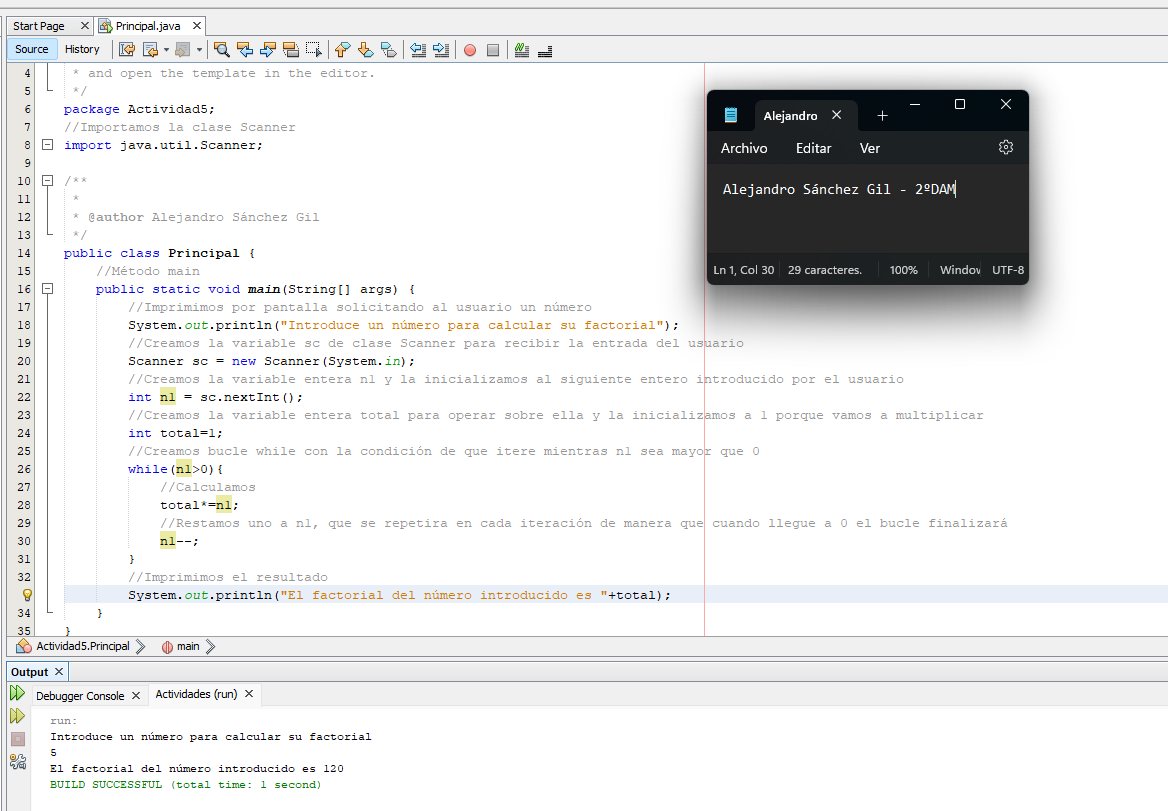 Start Page
Principal.java
Source
History
4 * and open the template in the editor.
5 */
6 package Actividad5;
7 //Importamos la clase Scanner
8 import java.util.Scanner;
9
10 /**
11 *
12 * @author Alejandro Sánchez Gil
13 */
14 public class Principal {
15 //Método main
16 public static void main(String[] args) {
17 //Imprimimos por pantalla solicitando al usuario un número
18 System.out.println("Introduce un número para calcular su factorial");
19 //Creamos la variable sc de clase Scanner para recibir la entrada del usuario
20 Scanner sc = new Scanner(System.in);
21 //Creamos la variable entera n1 y la inicializamos al siguiente entero introducido por el usuario
22 int n1 = sc.nextInt();
23 //Creamos la variable entera total para operar sobre ella y la inicializamos a 1 porque vamos a multiplicar
24 int total=1;
25 //Creamos bucle while con la condición de que itere mientras n1 sea mayor que 0
26 while(n1>0){
27 //Calculamos
28 total*=n1;
29 //Restamos uno a n1, que se repetira en cada iteración de manera que cuando llegue a 0 el bucle finalizará
30 n1--;
31 }
32 //Imprimimos el resultado
System.out.println("El factorial del número introducido es "+total);
34 }
35 }
Alejandro
Archivo Editar Ver
Alejandro Sánchez Gil - 2ºDAM
Ln 1, Col 30 29 caracteres. 100% Window UTF-8
Actividad5.Principal
main
Output
Debugger Console
Actividades (run)
run:
Introduce un número para calcular su factorial
5
El factorial del número introducido es 120
BUILD SUCCESSFUL (total time: 1 second)